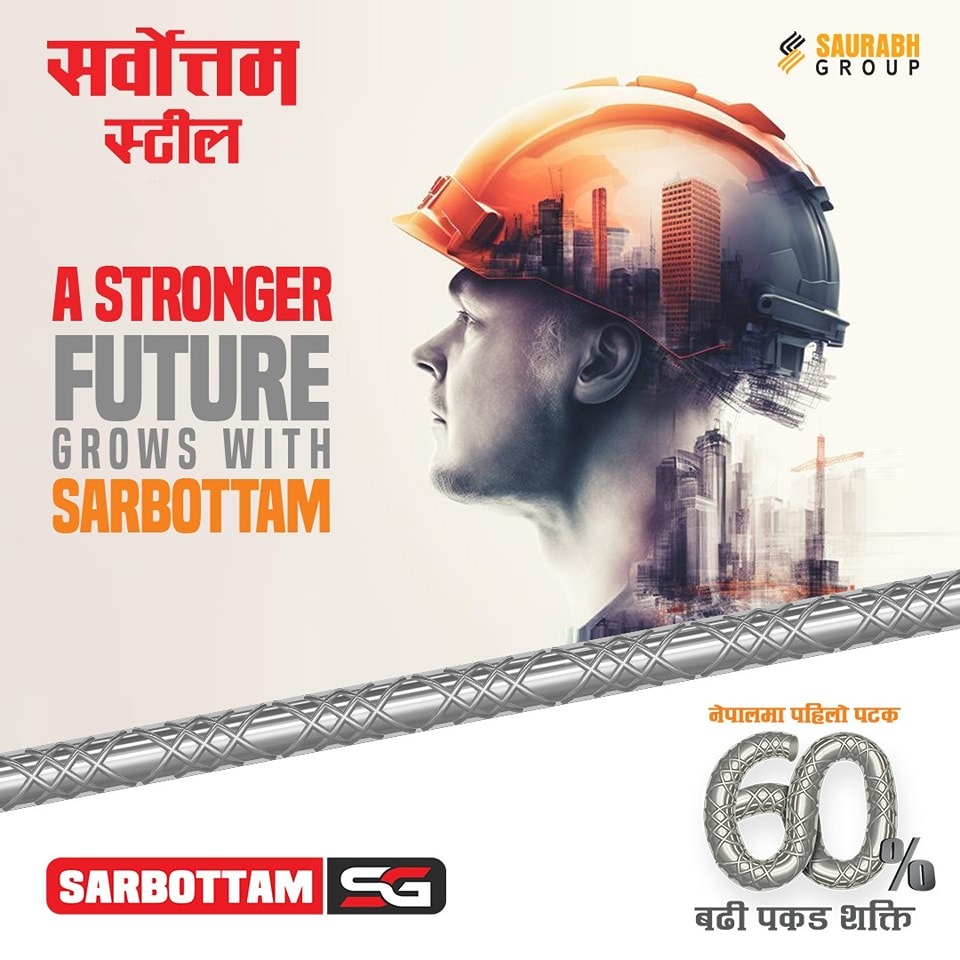 सर्वोत्तम
स्टील
SAURABH
GROUP
A STRONGER
FUTURE
GROWS WITH
SARBOTTAM
नेपालमा पहिलो पटक
60%
बढी पकड शक्ति
SARBOTTAM SG